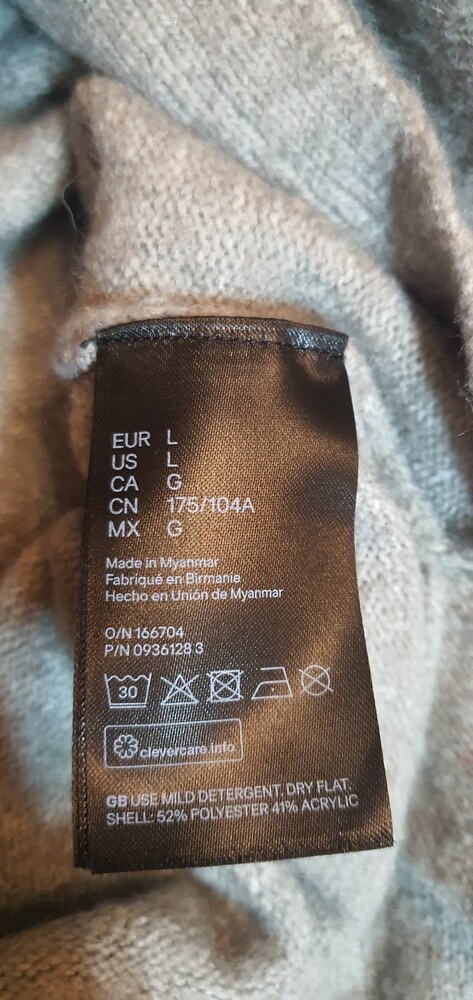 EUR L
US L
CA G
CN 175/104A
MX G
Made in Myanmar
Fabriqué en Birmanie
Hecho en Unión de Myanmar
O/N 166704
P/N 0936128 3
30
clevercare.info
GB USE MILD DETERGENT. DRY FLAT.
SHELL: 52% POLYESTER 41% ACRYLIC